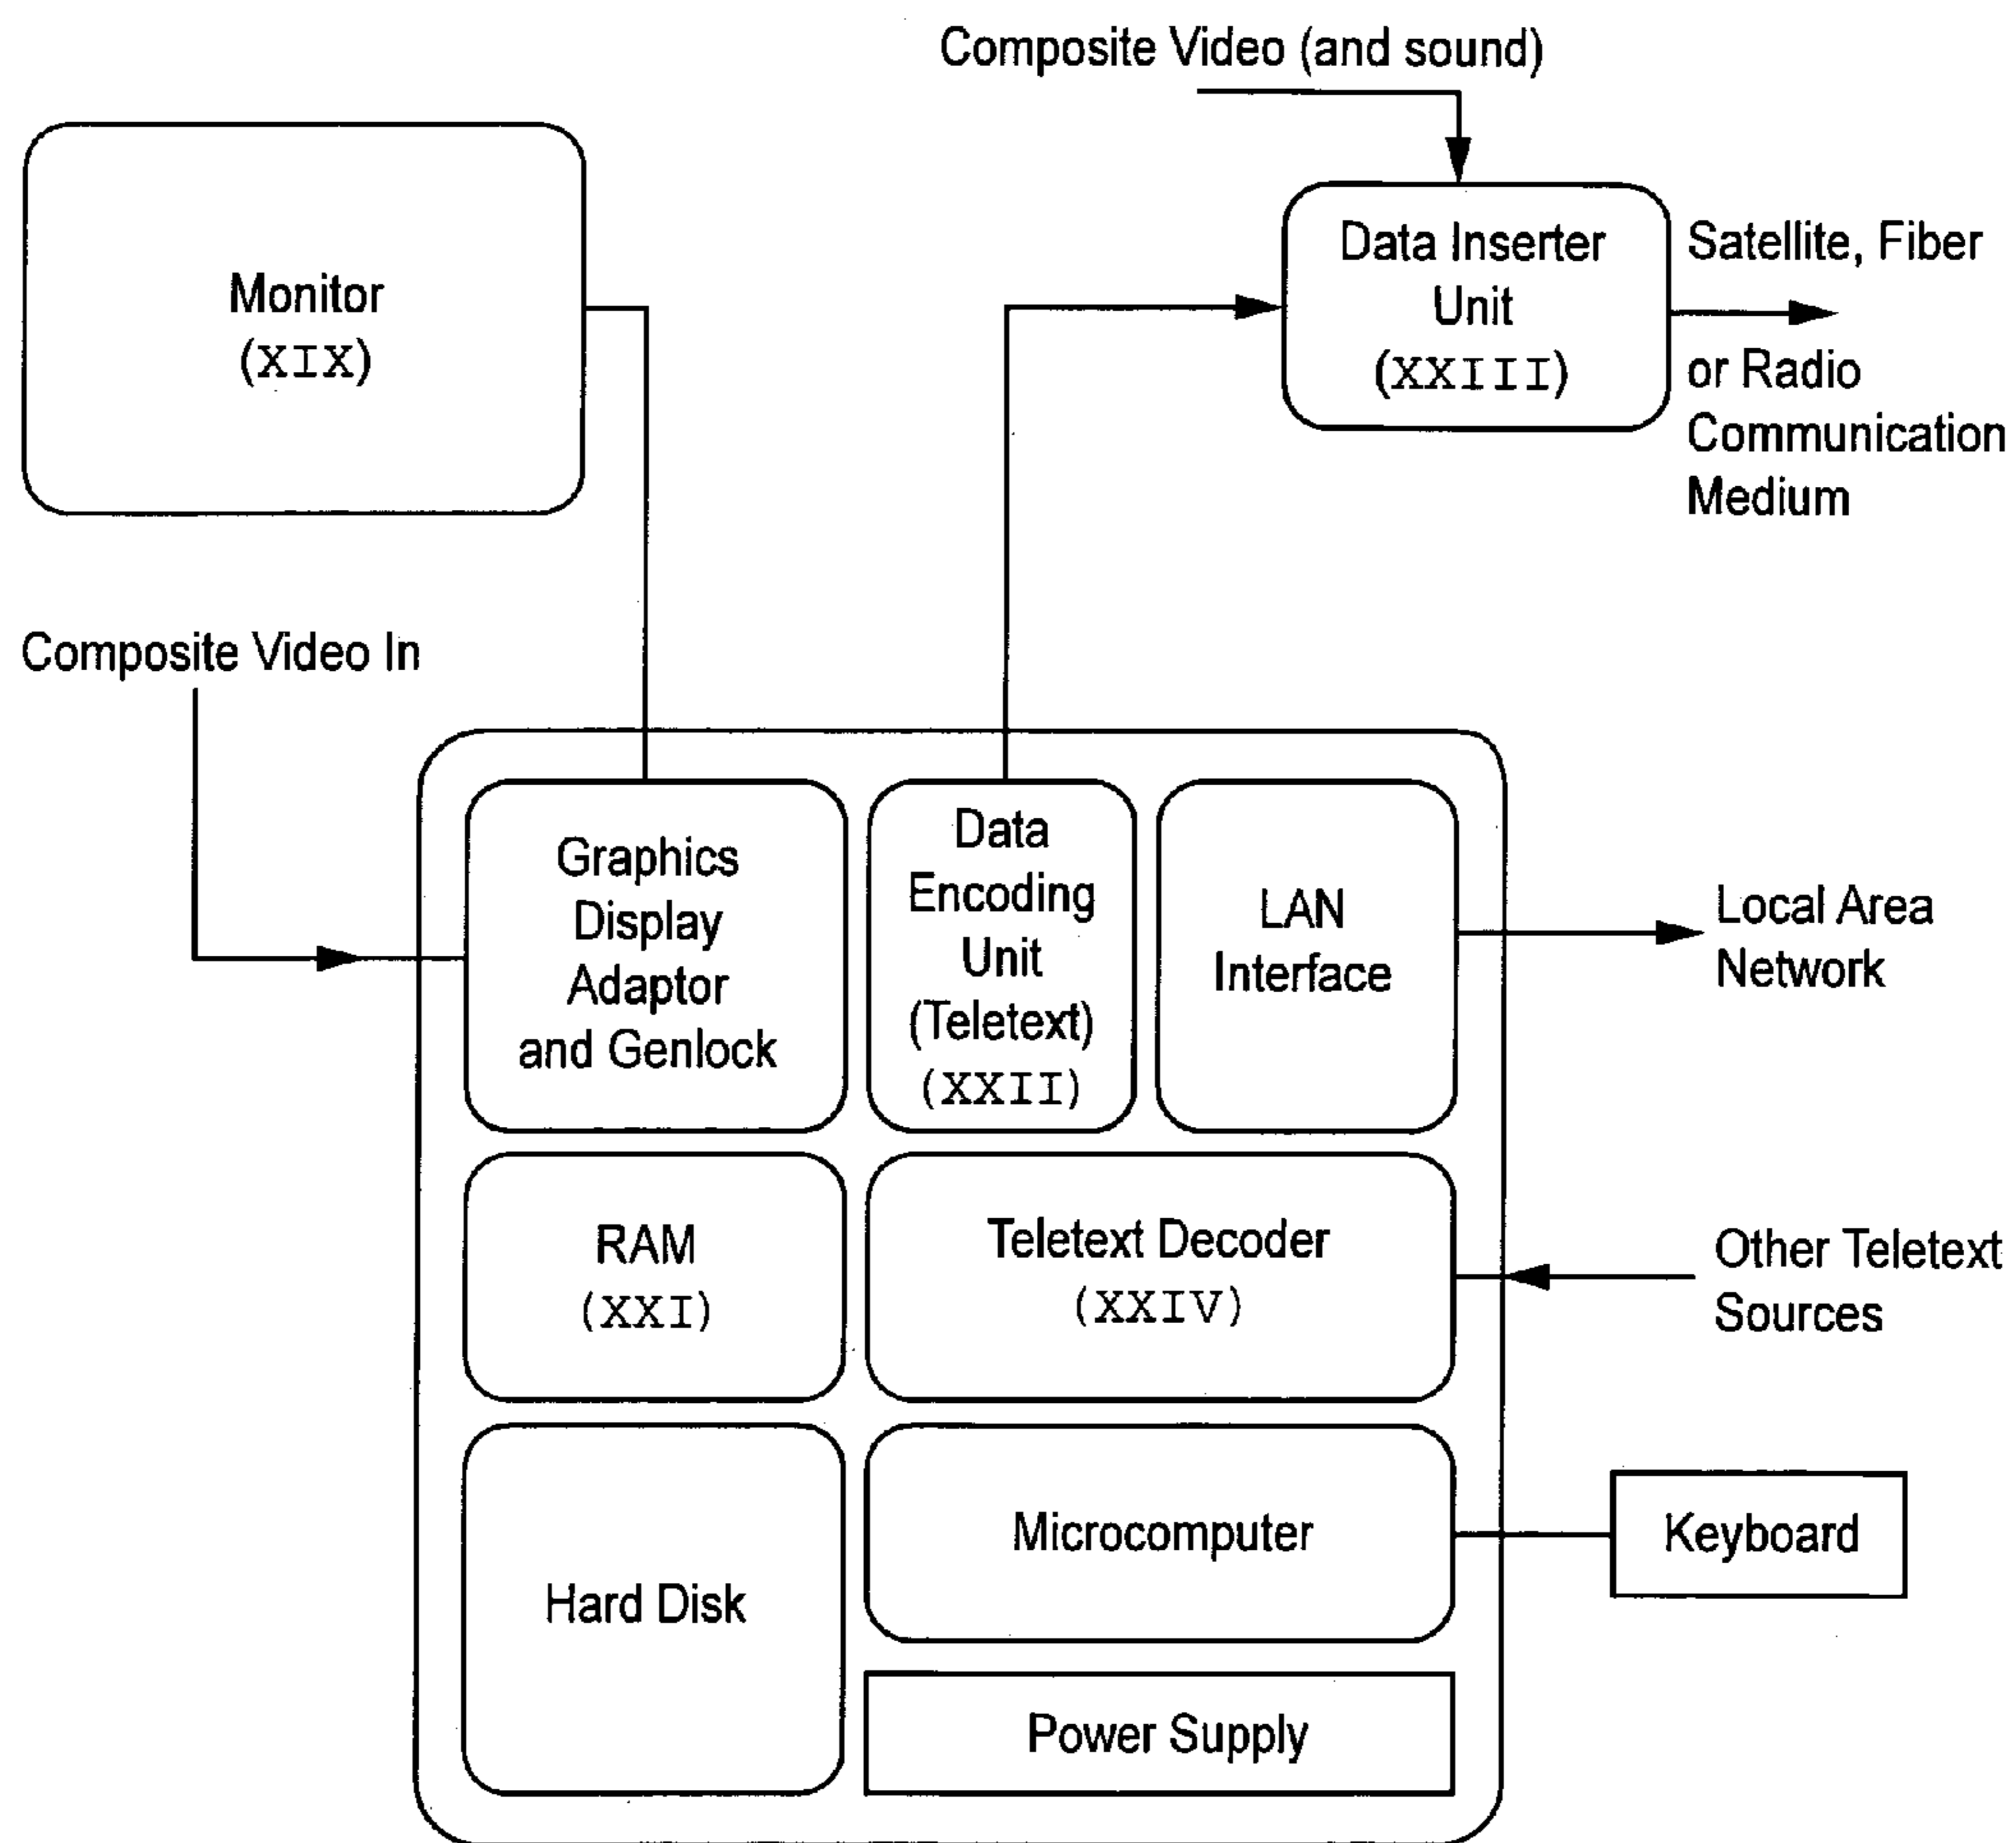 Composite Video (and sound)
Monitor
(XIX)
Data Inserter
Unit
(XXIII)
Satellite, Fiber
or Radio
Communication
Medium
Composite Video In
Graphics
Display
Adaptor
and Genlock
Data
Encoding
Unit
(Teletext)
(XXII)
LAN
Interface
Local Area
Network
RAM
(XXI)
Teletext Decoder
(XXIV)
Other Teletext
Sources
Hard Disk
Microcomputer
Keyboard
Power Supply